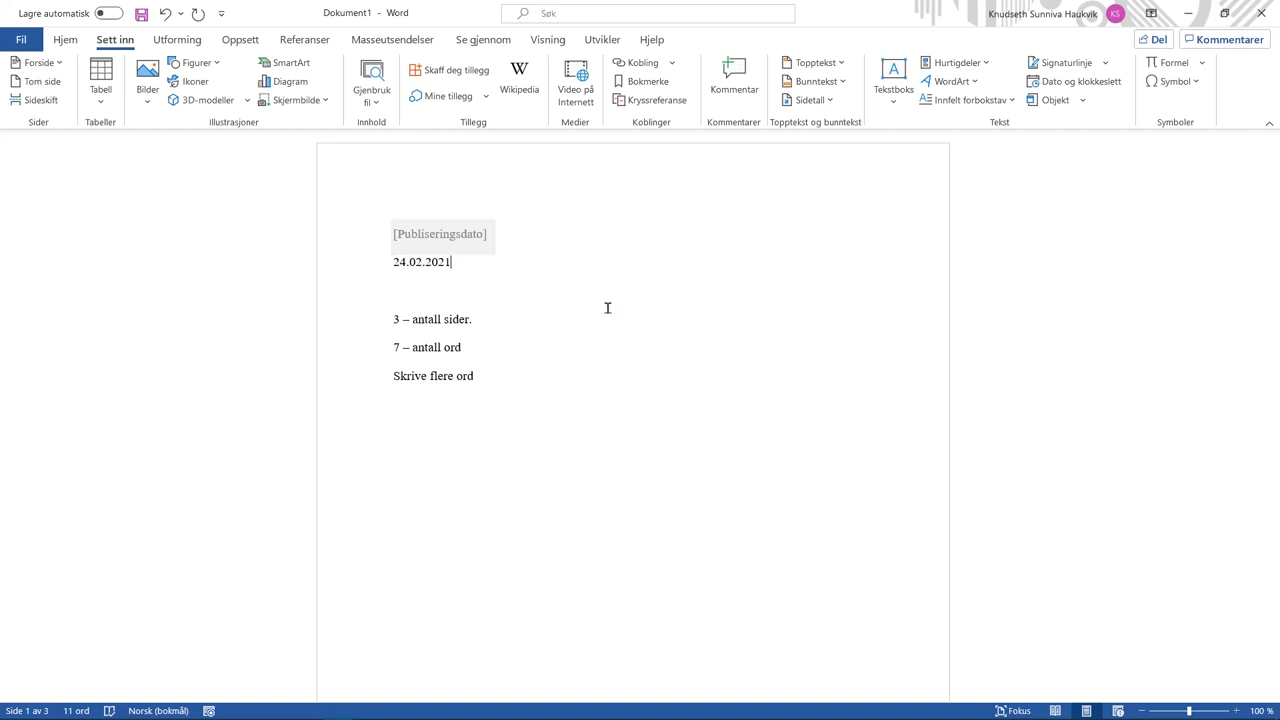 Lagre automatisk
Dokument1 - Word
Søk
Knudseth Sunniva Haukvik
KS
Fil
Hjem
Sett inn
Utforming
Oppsett
Referanser
Masseutsendelser
Se gjennom
Visning
Utvikler
Hjelp
Del
Kommentarer
Forside
Tom side
Sideskift
Sider
Tabell
Tabeller
Bilder
Figurer
Ikoner
3D-modeller
SmartArt
Diagram
Skjermbilde
Illustrasjoner
Gjenbruk
fil
Innhold
Skaff deg tillegg
Mine tillegg
Tillegg
W
Wikipedia
Video på
Internett
Medier
Kobling
Bokmerke
Kryssreferanse
Koblinger
Kommentar
Kommentarer
Topptekst
Bunntekst
Sidetall
Topptekst og bunntekst
Tekstboks
Hurtigdeler
WordArt
Innfelt forbokstav
Signaturlinje
Dato og klokkeslett
Objekt
Tekst
Formel
Symbol
Symboler
[Publiseringsdato]
24.02.2021
3 – antall sider.
7 – antall ord
Skrive flere ord
Side 1 av 3
11 ord
Norsk (bokmål)
Fokus
100 %